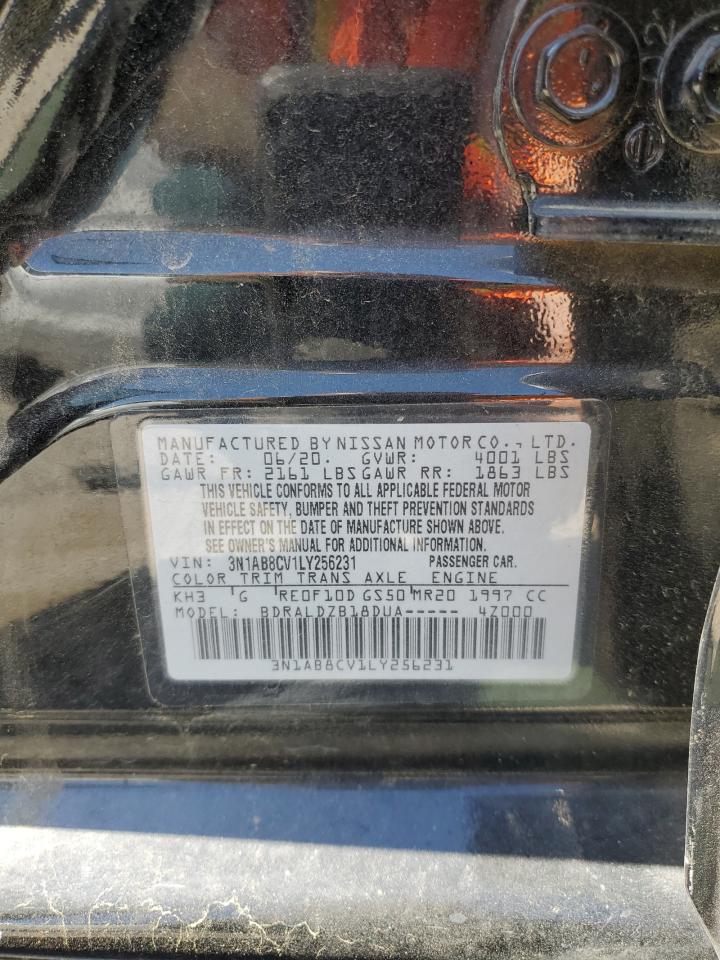 MANUFACTURED BY NISSAN MOTOR CO., LTD.
DATE: 06/20. GVWR: 4001 LBS
GAWR FR: 2161 LBS GAWR RR: 1863 LBS
THIS VEHICLE CONFORMS TO ALL APPLICABLE FEDERAL MOTOR
VEHICLE SAFETY, BUMPER AND THEFT PREVENTION STANDARDS
IN EFFECT ON THE DATE OF MANUFACTURE SHOWN ABOVE.
SEE OWNER'S MANUAL FOR ADDITIONAL INFORMATION.
VIN: 3N1AB8CV1LY256231 PASSENGER CAR.
COLOR TRIM TRANS AXLE ENGINE
KH3 G RE0F10D GS50 MR20 1997 CC
MODEL: BDRALDZB18DUA----- 4Z000
3N1AB8CV1LY256231